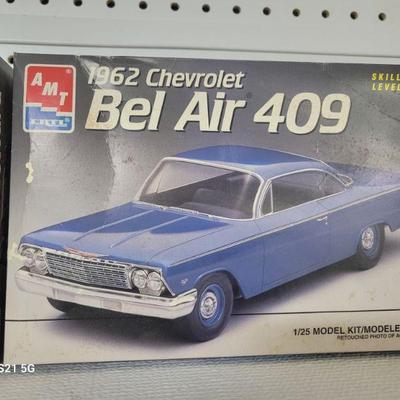 AMT
ERTL
1962 Chevrolet
Bel Air 409
SKILL
LEVEL
1/25 MODEL KIT/MODELE
RETOUCHED PHOTO OF A
S21 5G